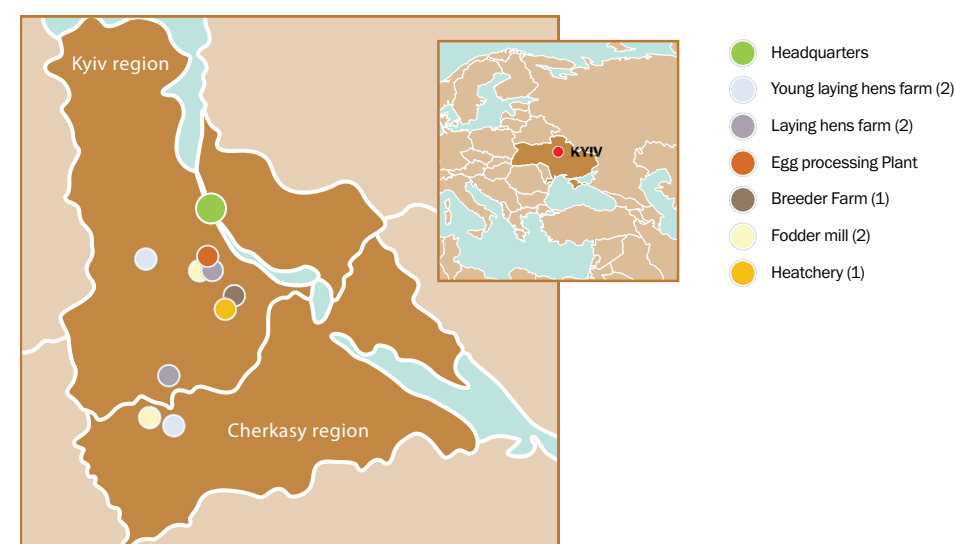 Kyiv region
Cherkasy region
KYIV
Headquarters
Young laying hens farm (2)
Laying hens farm (2)
Egg processing Plant
Breeder Farm (1)
Fodder mill (2)
Heatchery (1)